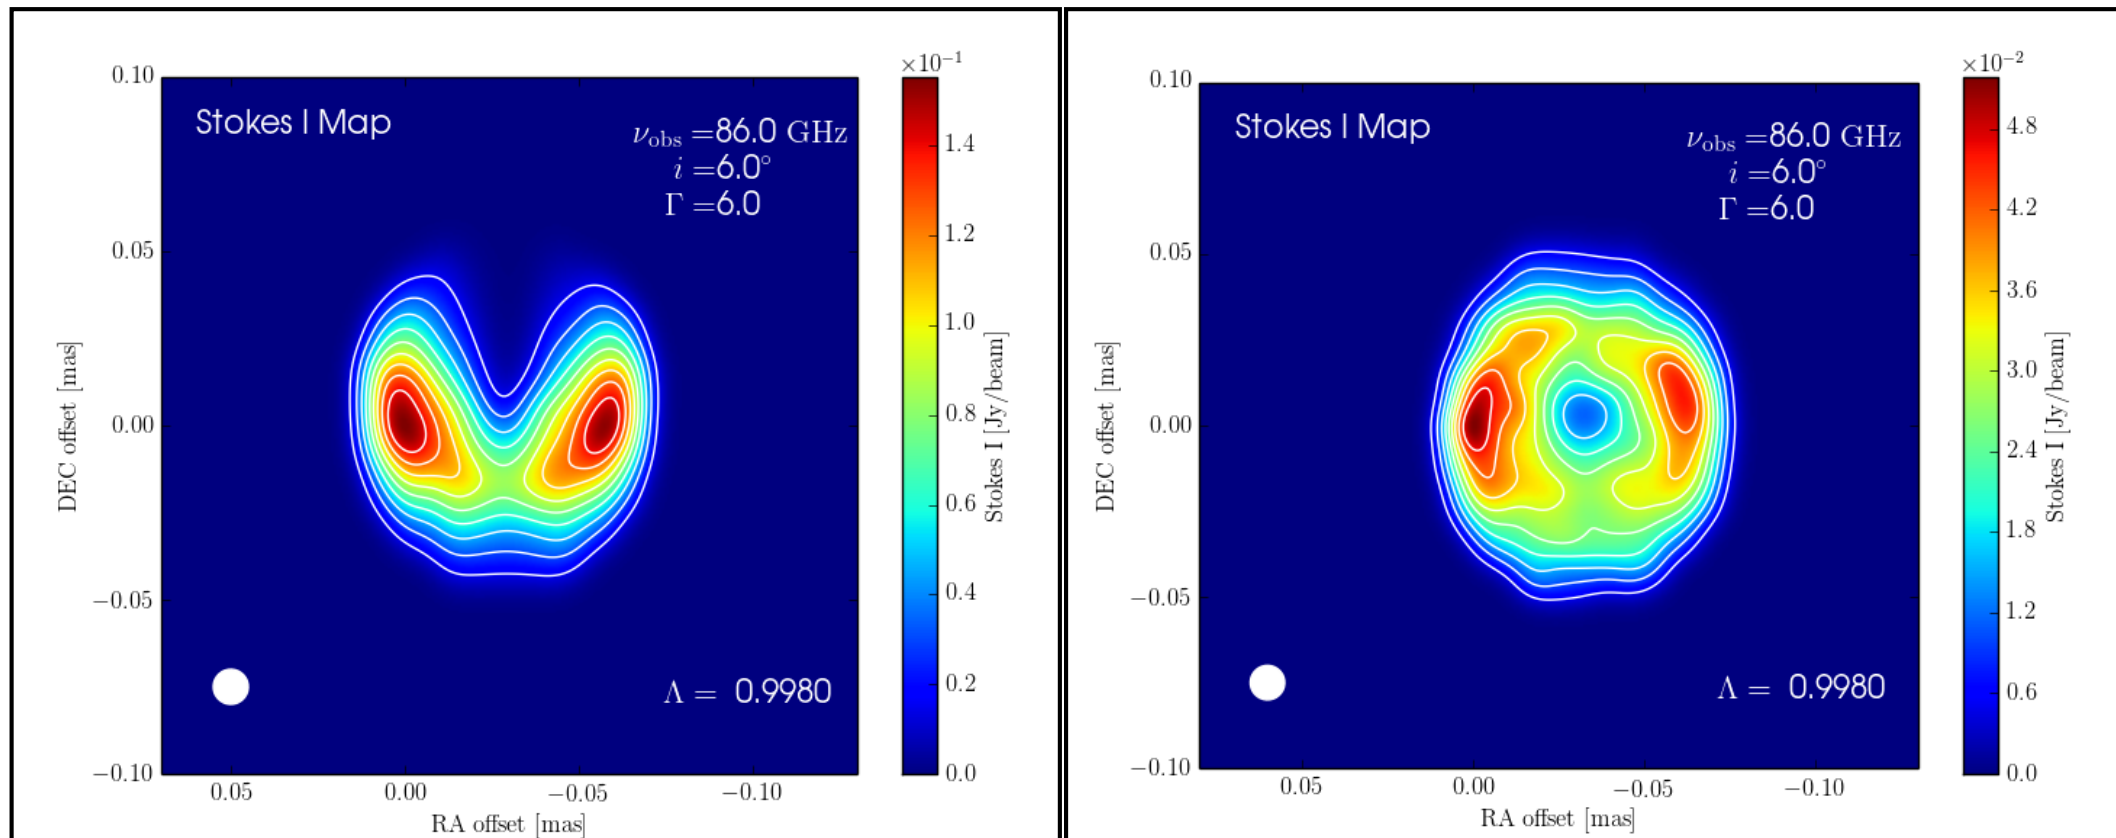 ×10⁻¹
0.10
Stokes I Map
ν_obs =86.0 GHz
i =6.0°
Γ =6.0
0.05
0.00
−0.05
−0.10
DEC offset [mas]
Λ = 0.9980
0.05 0.00 −0.05 −0.10
RA offset [mas]
1.4
1.2
1.0
0.8
0.6
0.4
0.2
0.0
Stokes I [Jy/beam]
×10⁻²
0.10
Stokes I Map
ν_obs =86.0 GHz
i =6.0°
Γ =6.0
0.05
0.00
−0.05
−0.10
DEC offset [mas]
Λ = 0.9980
0.05 0.00 −0.05 −0.10
RA offset [mas]
4.8
4.2
3.6
3.0
2.4
1.8
1.2
0.6
0.0
Stokes I [Jy/beam]